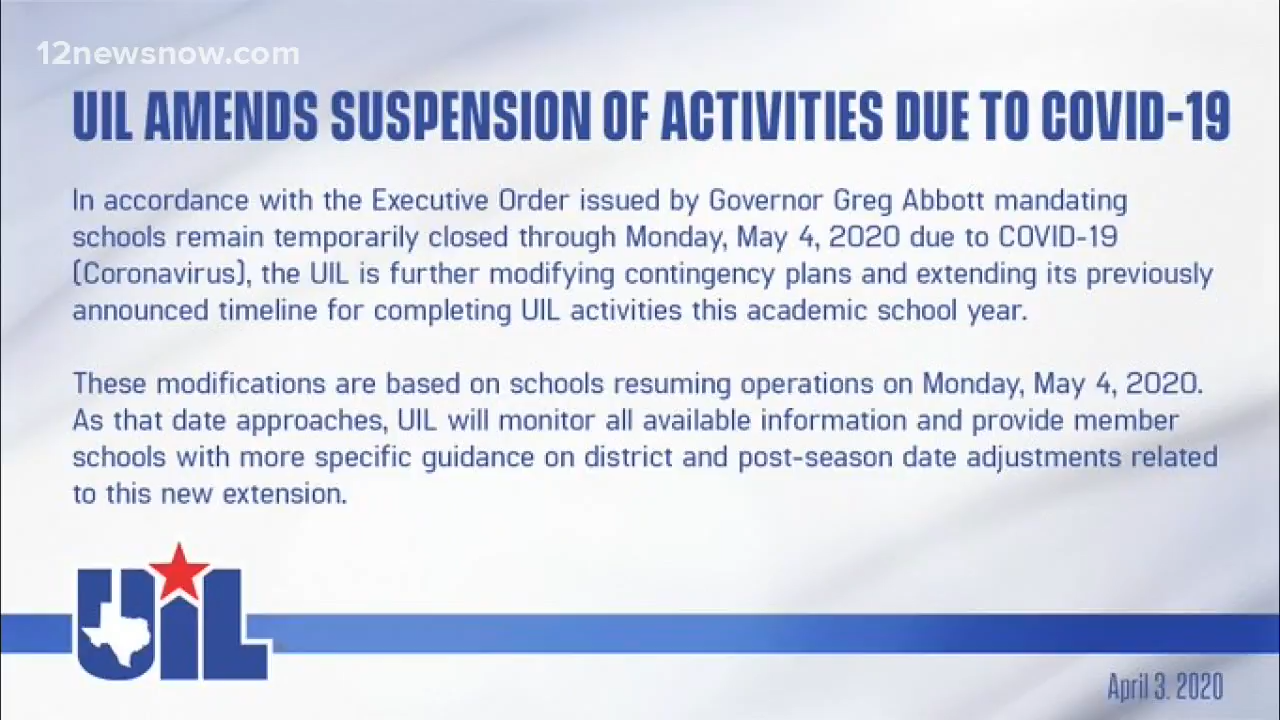 12newsnow.com
UIL AMENDS SUSPENSION OF ACTIVITIES DUE TO COVID-19
In accordance with the Executive Order issued by Governor Greg Abbott mandating
schools remain temporarily closed through Monday, May 4, 2020 due to COVID-19
(Coronavirus), the UIL is further modifying contingency plans and extending its previously
announced timeline for completing UIL activities this academic school year.
These modifications are based on schools resuming operations on Monday, May 4, 2020.
As that date approaches, UIL will monitor all available information and provide member
schools with more specific guidance on district and post-season date adjustments related
to this new extension.
UIL
April 3, 2020